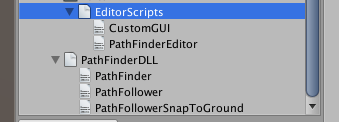 EditorScripts
CustomGUI
PathFinderEditor
PathFinderDLL
PathFinder
PathFollower
PathFollowerSnapToGround